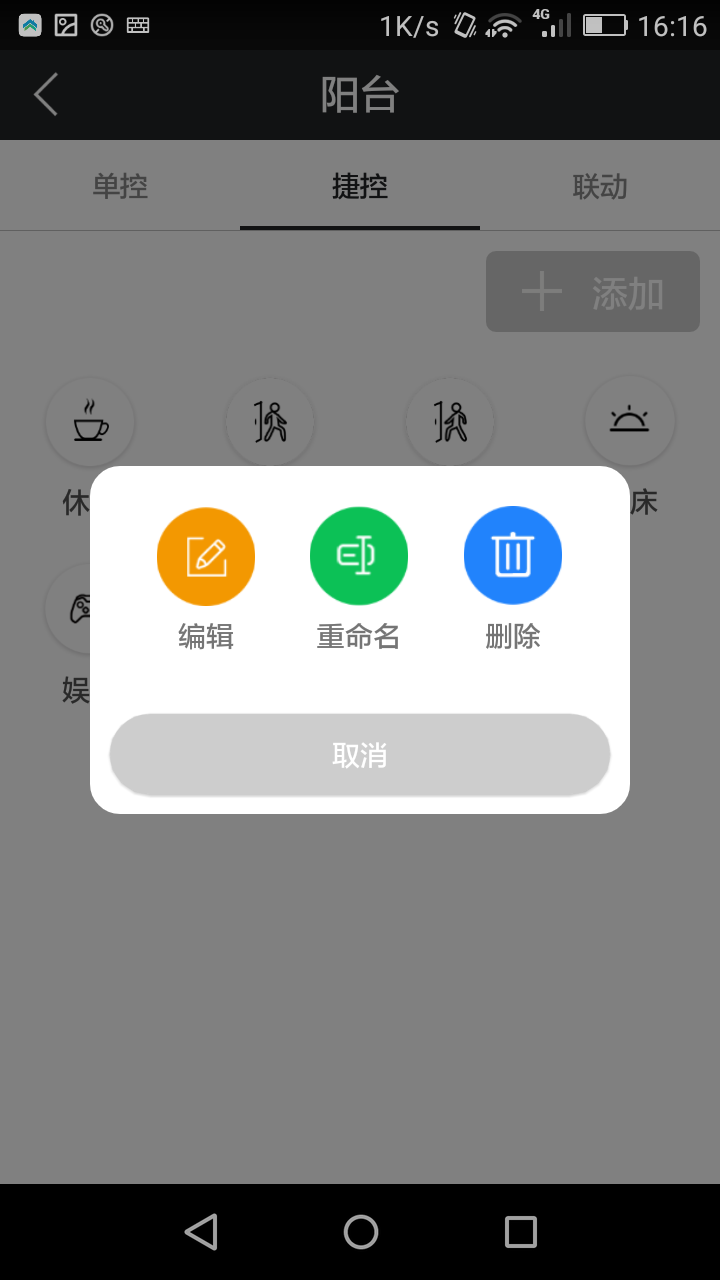 1K/s 4G 16:16
阳台
单控 捷控 联动
添加
休 床
编辑 重命名 删除
娱
取消